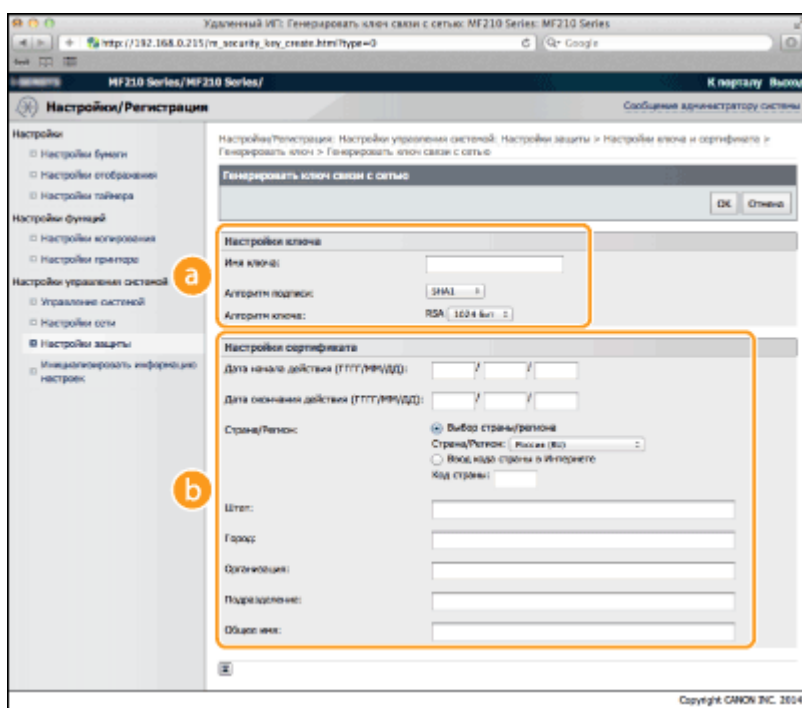 Удаленный ИП: Генерировать ключ связи с сетью: MF210 Series: MF210 Series
http://192.168.0.215/m_security_key_create.html?type=0
Google
MF210 Series/MF210 Series/
К порталу Выход
Настройки/Регистрация
Сообщение администратору системы
Настройки
Настройки бумаги
Настройки отображения
Настройки таймера
Настройки функций
Настройки копирования
Настройки принтера
Настройки управления системой
Управление системой
Настройки сети
Настройки защиты
Инициализировать информацию
настроек
Настройки/Регистрация: Настройки управления системой: Настройки защиты > Настройки ключа и сертификата >
Генерировать ключ > Генерировать ключ связи с сетью
Генерировать ключ связи с сетью
OK Отмена
a
Настройки ключа
Имя ключа:
Алгоритм подписи: SHA1
Алгоритм ключа: RSA 1024 бит
b
Настройки сертификата
Дата начала действия (ГГГГ/ММ/ДД): / /
Дата окончания действия (ГГГГ/ММ/ДД): / /
Страна/Регион: Выбор страны/региона
Страна/Регион: Россия (RU)
Ввод кода страны в Интернете
Код страны:
Штат:
Город:
Организация:
Подразделение:
Общее имя:
Copyright CANON INC. 2014